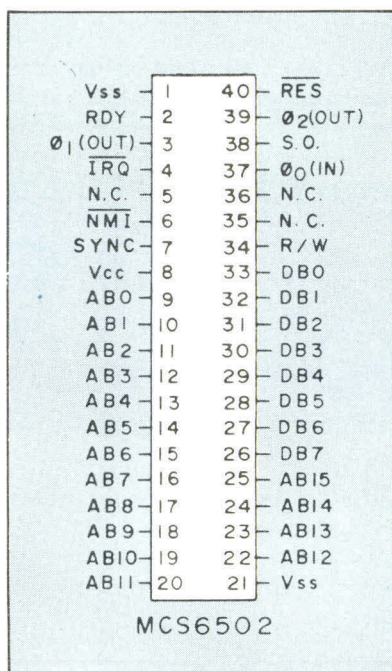 Vss 1 40 R̅E̅S̅
RDY 2 39 Ø₂(OUT)
Ø₁(OUT) 3 38 S.O.
I̅R̅Q̅ 4 37 Ø₀(IN)
N.C. 5 36 N.C.
N̅M̅I̅ 6 35 N.C.
SYNC 7 34 R/W
Vcc 8 33 DB0
AB0 9 32 DB1
AB1 10 31 DB2
AB2 11 30 DB3
AB3 12 29 DB4
AB4 13 28 DB5
AB5 14 27 DB6
AB6 15 26 DB7
AB7 16 25 AB15
AB8 17 24 AB14
AB9 18 23 AB13
AB10 19 22 AB12
AB11 20 21 Vss
MCS6502